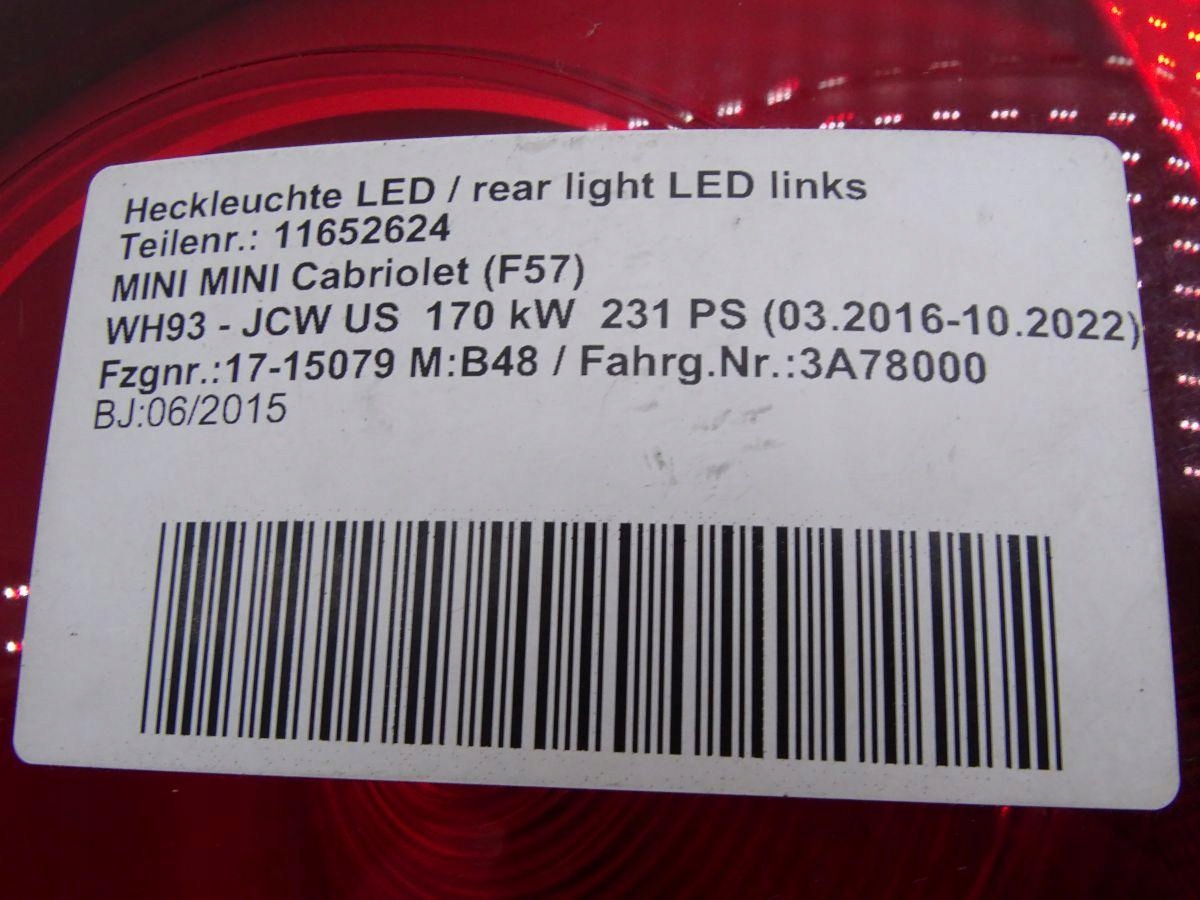 Heckleuchte LED / rear light LED links
Teilenr.: 11652624
MINI MINI Cabriolet (F57)
WH93 - JCW US 170 kW 231 PS (03.2016-10.2022)
Fzgnr.:17-15079 M:B48 / Fahrg.Nr.:3A78000
BJ:06/2015